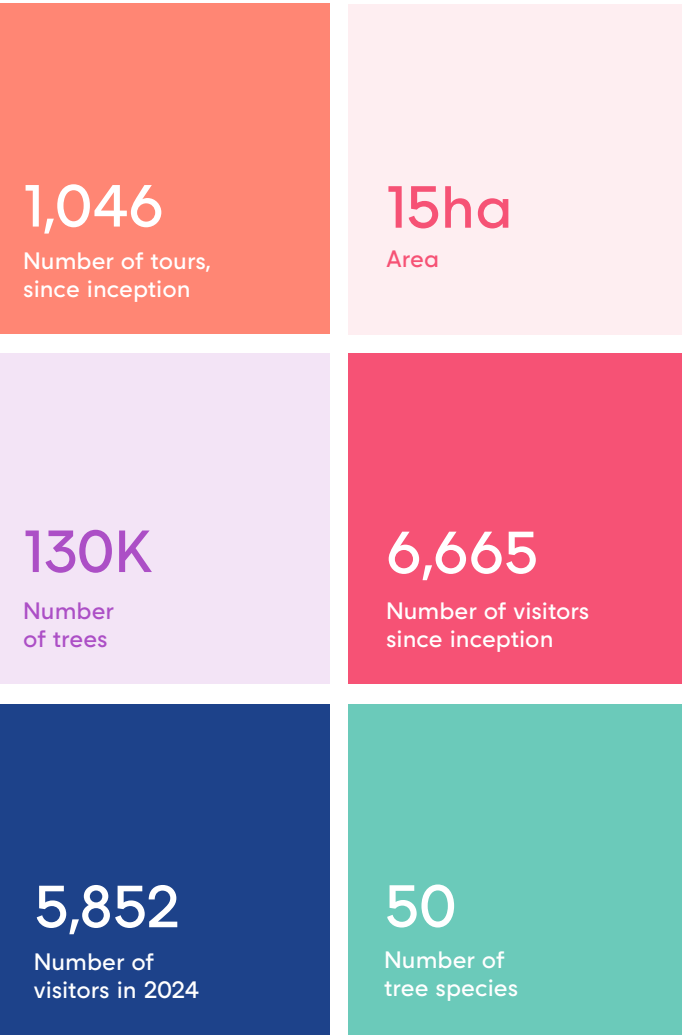 1,046
Number of tours,
since inception
15ha
Area
130K
Number
of trees
6,665
Number of visitors
since inception
5,852
Number of
visitors in 2024
50
Number of
tree species